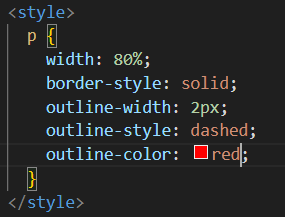 <style>
p {
width: 80%;
border-style: solid;
outline-width: 2px;
outline-style: dashed;
outline-color: red;
}
</style>